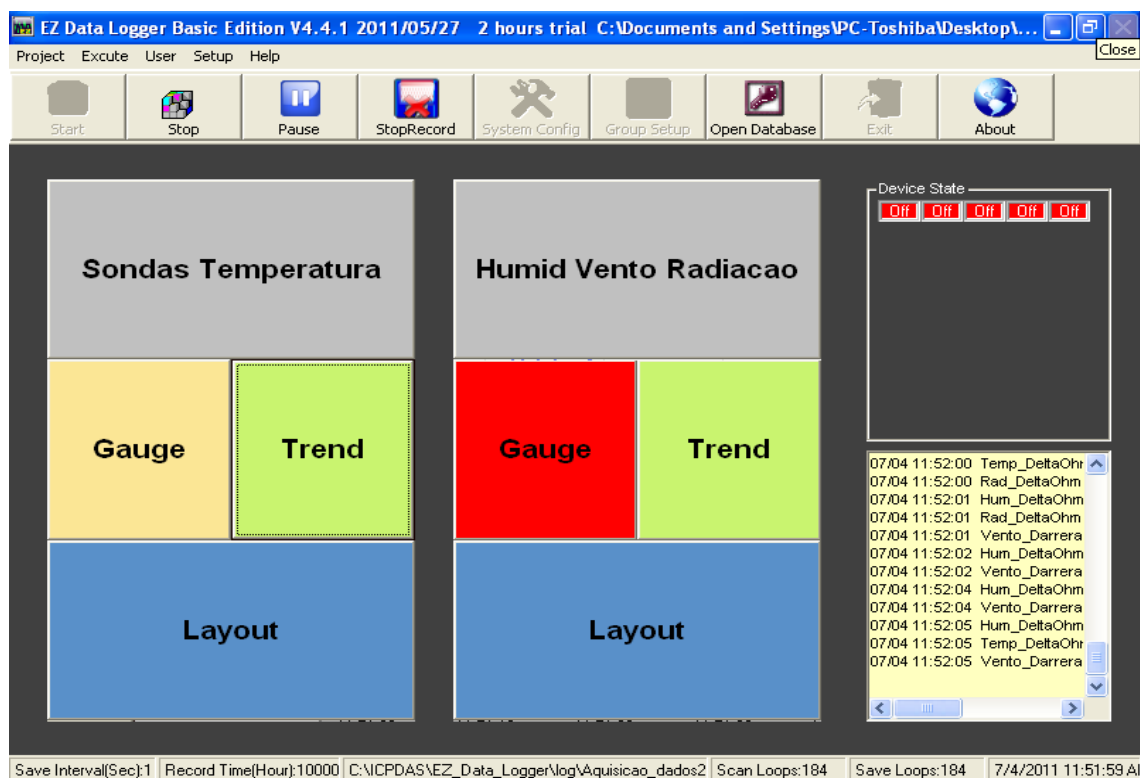 EZ Data Logger Basic Edition V4.4.1 2011/05/27 2 hours trial C:\Documents and Settings\PC-Toshiba\Desktop\...
Close
Project Excute User Setup Help
Start Stop Pause StopRecord System Config Group Setup Open Database Exit About
Sondas Temperatura
Humid Vento Radiacao
Gauge Trend
Gauge Trend
Layout
Layout
Device State
Off Off Off Off Off
07/04 11:52:00 Temp_DeltaOhr
07/04 11:52:00 Rad_DeltaOhm
07/04 11:52:01 Hum_DeltaOhm
07/04 11:52:01 Rad_DeltaOhm
07/04 11:52:01 Vento_Darrera
07/04 11:52:02 Hum_DeltaOhm
07/04 11:52:02 Vento_Darrera
07/04 11:52:04 Hum_DeltaOhm
07/04 11:52:04 Vento_Darrera
07/04 11:52:05 Hum_DeltaOhm
07/04 11:52:05 Temp_DeltaOhr
07/04 11:52:05 Vento_Darrera
Save Interval(Sec):1 Record Time(Hour):10000 C:\ICPDAS\EZ_Data_Logger\log\Aquisicao_dados2 Scan Loops:184 Save Loops:184 7/4/2011 11:51:59 A